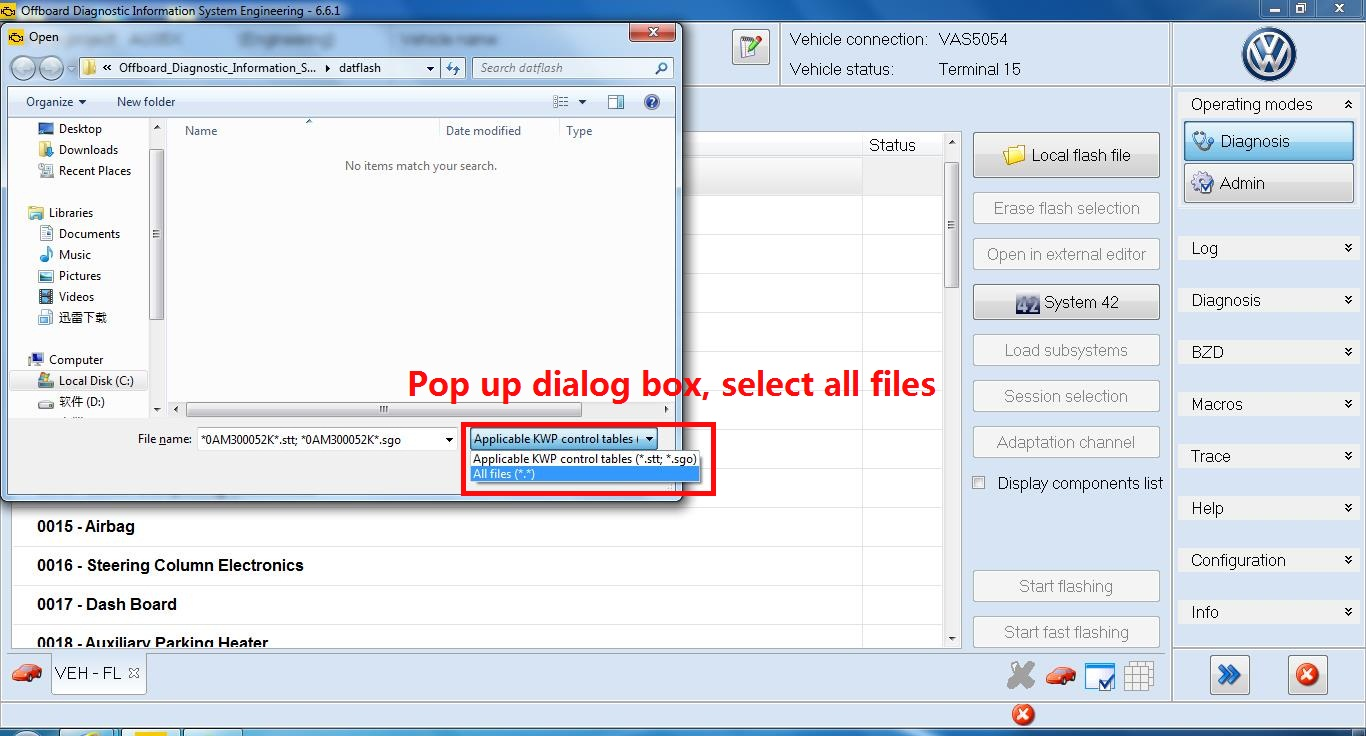 Offboard Diagnostic Information System Engineering - 6.6.1
Open
Offboard_Diagnostic_Information_S... datflash
Search datflash
Organize
New folder
Desktop
Downloads
Recent Places
Libraries
Documents
Music
Pictures
Videos
迅雷下载
Computer
Local Disk (C:)
软件 (D:)
Name
Date modified
Type
No items match your search.
Pop up dialog box, select all files
File name:
*0AM300052K*.stt; *0AM300052K*.sgo
Applicable KWP control tables (
Applicable KWP control tables (*.stt; *.sgo)
All files (*.*)
Status
0015 - Airbag
0016 - Steering Column Electronics
0017 - Dash Board
0018 - Auxiliary Parking Heater
VEH - FL
Vehicle connection: VAS5054
Vehicle status: Terminal 15
Local flash file
Erase flash selection
Open in external editor
42 System 42
Load subsystems
Session selection
Adaptation channel
Display components list
Start flashing
Start fast flashing
Operating modes
Diagnosis
Admin
Log
Diagnosis
BZD
Macros
Trace
Help
Configuration
Info